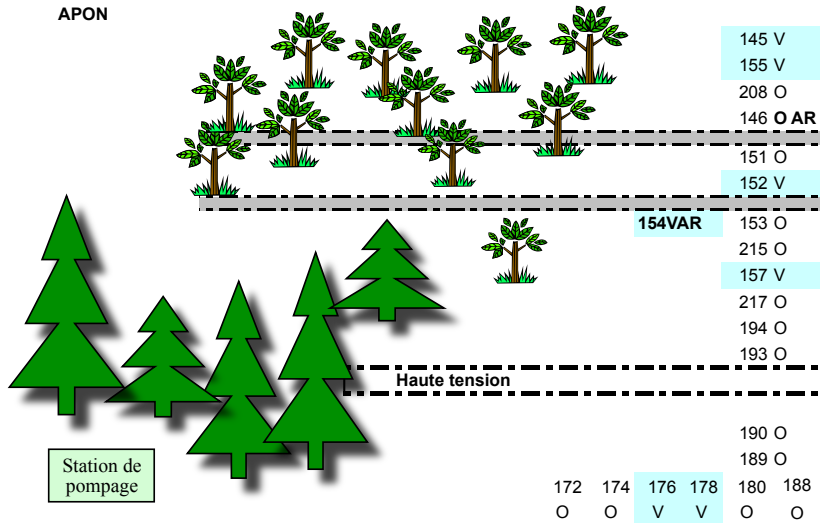 APON
145 V
155 V
208 O
146 O AR
151 O
152 V
154VAR 153 O
215 O
157 V
217 O
194 O
193 O
Haute tension
190 O
189 O
Station de
pompage
172 174 176 178 180 188
O O V V O O